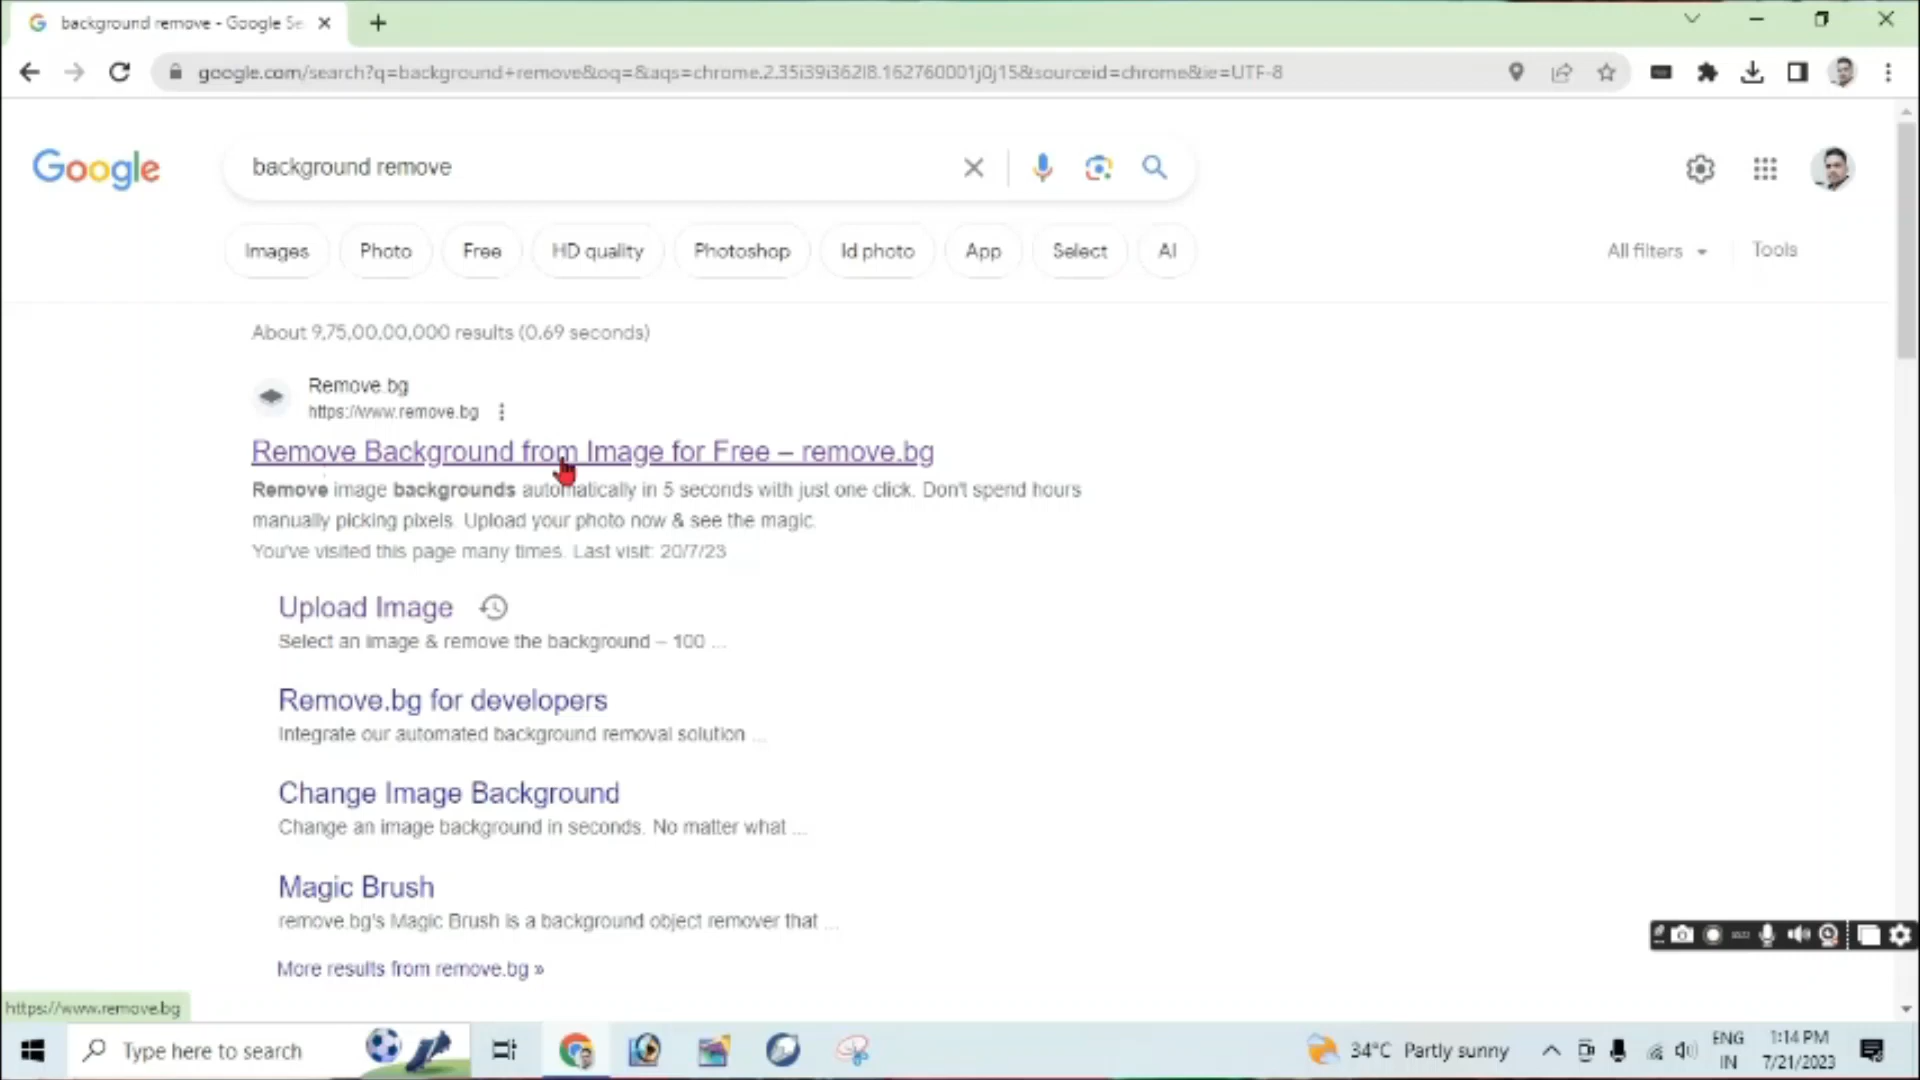 background remove - Google Se
google.com/search?q=background+remove&oq=&aqs=chrome.2.35i39i362l8.162760001j0j15&sourceid=chrome&ie=UTF-8
Google
background remove
Images
Photo
Free
HD quality
Photoshop
Id photo
App
Select
AI
All filters
Tools
About 9,75,00,00,000 results (0.69 seconds)
Remove.bg
https://www.remove.bg
Remove Background from Image for Free – remove.bg
Remove image backgrounds automatically in 5 seconds with just one click. Don't spend hours
manually picking pixels. Upload your photo now & see the magic.
You've visited this page many times. Last visit: 20/7/23
Upload Image
Select an image & remove the background – 100 ...
Remove.bg for developers
Integrate our automated background removal solution ...
Change Image Background
Change an image background in seconds. No matter what ...
Magic Brush
remove.bg's Magic Brush is a background object remover that ...
More results from remove.bg »
https://www.remove.bg
Type here to search
34°C Partly sunny
ENG
IN
1:14 PM
7/21/2023